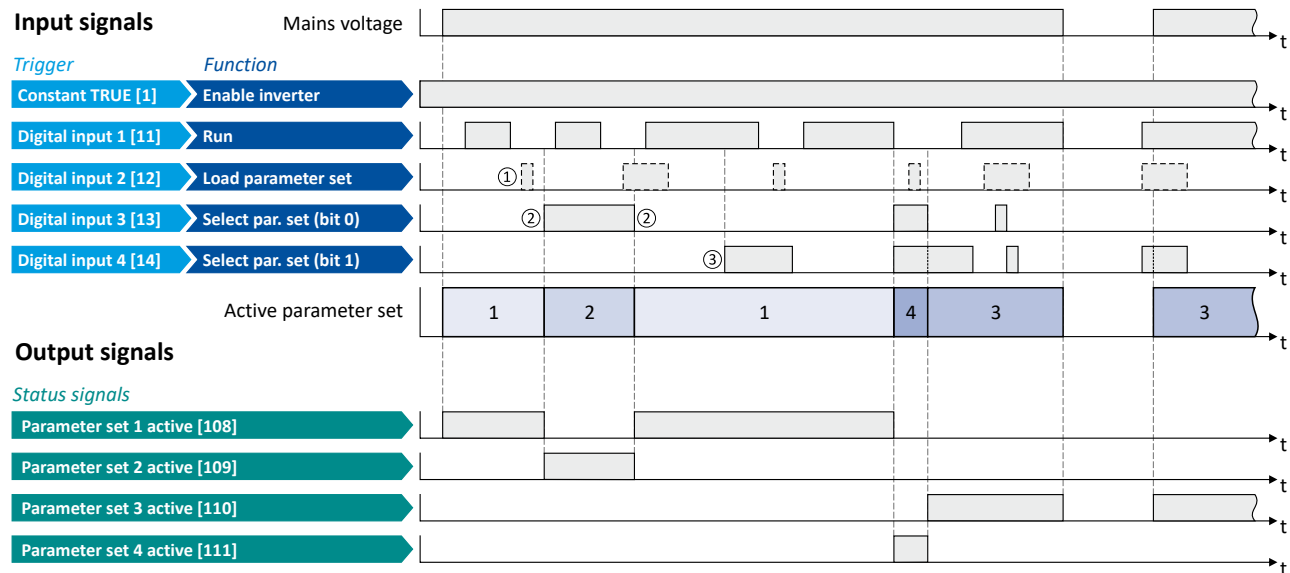 Input signals
Mains voltage
t
Trigger Function
Constant TRUE [1] Enable inverter
t
Digital input 1 [11] Run
t
Digital input 2 [12] Load parameter set ①
t
Digital input 3 [13] Select par. set (bit 0) ② ②
t
Digital input 4 [14] Select par. set (bit 1) ③
t
Active parameter set 1 2 1 4 3 3
t
Output signals
Status signals
Parameter set 1 active [108]
t
Parameter set 2 active [109]
t
Parameter set 3 active [110]
t
Parameter set 4 active [111]
t